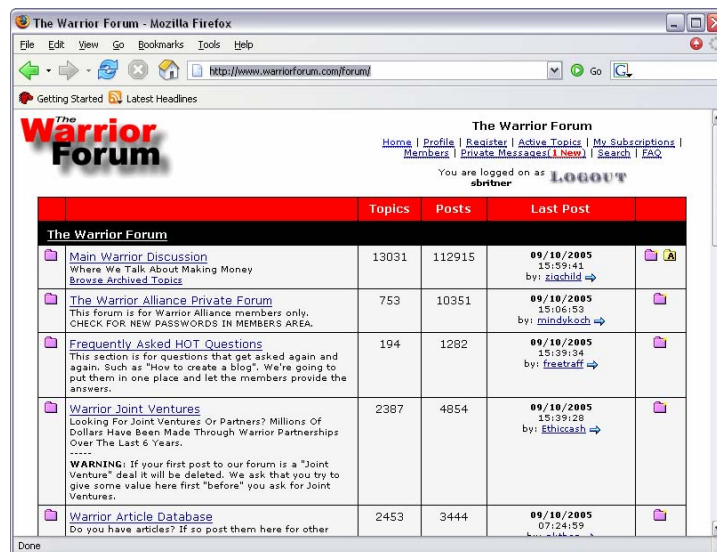 The Warrior Forum - Mozilla Firefox
File Edit View Go Bookmarks Tools Help
http://www.warriorforum.com/forum/
Go
G
Getting Started Latest Headlines
The
Warrior
Forum
The Warrior Forum
Home | Profile | Register | Active Topics | My Subscriptions |
Members | Private Messages(1 New) | Search | FAQ
You are logged on as
sbritner
LOGOUT
Topics Posts Last Post
The Warrior Forum
Main Warrior Discussion
Where We Talk About Making Money
Browse Archived Topics
13031 112915
09/10/2005
15:59:41
by: zigchild
A
The Warrior Alliance Private Forum
This forum is for Warrior Alliance members only.
CHECK FOR NEW PASSWORDS IN MEMBERS AREA.
753 10351
09/10/2005
15:06:53
by: mindykoch
Frequently Asked HOT Questions
This section is for questions that get asked again and
again. Such as "How to create a blog". We're going to
put them in one place and let the members provide the
answers.
194 1282
09/10/2005
15:39:34
by: freetraff
Warrior Joint Ventures
Looking For Joint Ventures Or Partners? Millions Of
Dollars Have Been Made Through Warrior Partnerships
Over The Last 6 Years.
-----
WARNING: If your first post to our forum is a "Joint
Venture" deal it will be deleted. We ask that you try to
give some value here first "before" you ask for Joint
Ventures.
2387 4854
09/10/2005
15:39:28
by: Ethiccash
Warrior Article Database
Do you have articles? If so post them here for other
2453 3444
09/10/2005
07:24:59
Done